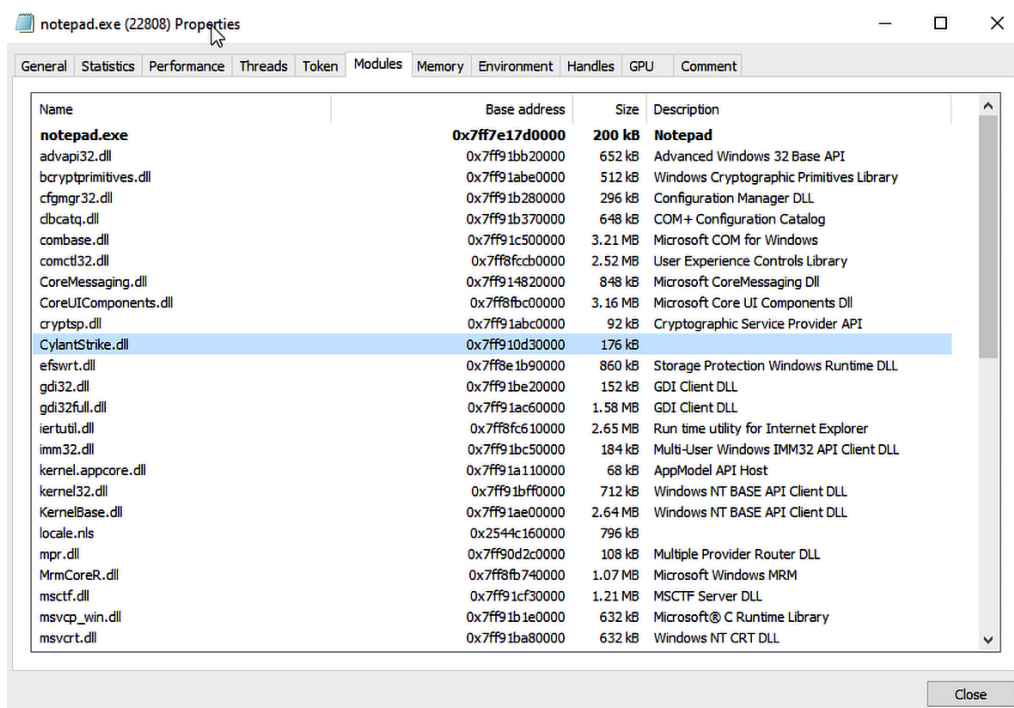 notepad.exe (22808) Properties
General Statistics Performance Threads Token Modules Memory Environment Handles GPU Comment
Name Base address Size Description
notepad.exe 0x7ff7e17d0000 200 kB Notepad
advapi32.dll 0x7ff91bb20000 652 kB Advanced Windows 32 Base API
bcryptprimitives.dll 0x7ff91abe0000 512 kB Windows Cryptographic Primitives Library
cfgmgr32.dll 0x7ff91b280000 296 kB Configuration Manager DLL
clbcatq.dll 0x7ff91b370000 648 kB COM+ Configuration Catalog
combase.dll 0x7ff91c500000 3.21 MB Microsoft COM for Windows
comctl32.dll 0x7ff8fccb0000 2.52 MB User Experience Controls Library
CoreMessaging.dll 0x7ff914820000 848 kB Microsoft CoreMessaging Dll
CoreUIComponents.dll 0x7ff8fbc00000 3.16 MB Microsoft Core UI Components Dll
cryptsp.dll 0x7ff91abc0000 92 kB Cryptographic Service Provider API
CylantStrike.dll 0x7ff910d30000 176 kB
efswrt.dll 0x7ff8e1b90000 860 kB Storage Protection Windows Runtime DLL
gdi32.dll 0x7ff91be20000 152 kB GDI Client DLL
gdi32full.dll 0x7ff91ac60000 1.58 MB GDI Client DLL
iertutil.dll 0x7ff8fc610000 2.65 MB Run time utility for Internet Explorer
imm32.dll 0x7ff91bc50000 184 kB Multi-User Windows IMM32 API Client DLL
kernel.appcore.dll 0x7ff91a110000 68 kB AppModel API Host
kernel32.dll 0x7ff91bff0000 712 kB Windows NT BASE API Client DLL
KernelBase.dll 0x7ff91ae00000 2.64 MB Windows NT BASE API Client DLL
locale.nls 0x2544c160000 796 kB
mpr.dll 0x7ff90d2c0000 108 kB Multiple Provider Router DLL
MrmCoreR.dll 0x7ff8fb740000 1.07 MB Microsoft Windows MRM
msctf.dll 0x7ff91cf30000 1.21 MB MSCTF Server DLL
msvcp_win.dll 0x7ff91b1e0000 632 kB Microsoft® C Runtime Library
msvcrt.dll 0x7ff91ba80000 632 kB Windows NT CRT DLL
Close